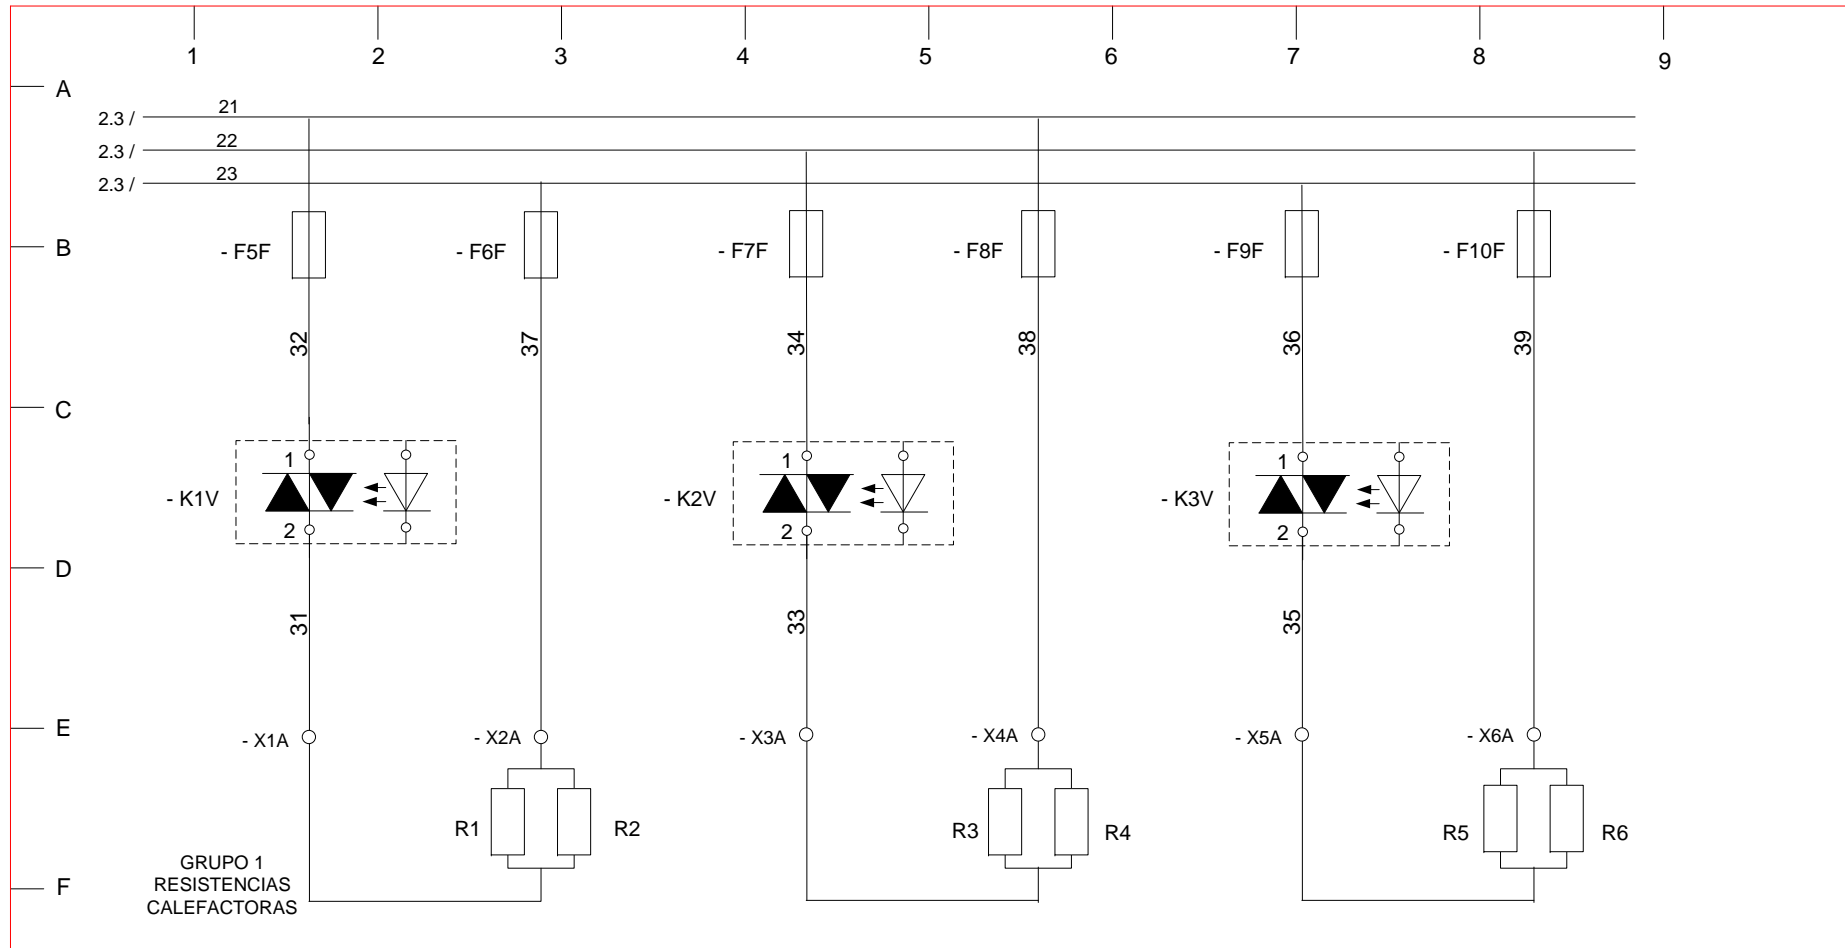 1 2 3 4 5 6 7 8 9
A
2.3 / 21
2.3 / 22
2.3 / 23
B
- F5F - F6F - F7F - F8F - F9F - F10F
32 37 34 38 36 39
C
1 1 1
- K1V - K2V - K3V
2 2 2
D
31 33 35
E
- X1A - X2A - X3A - X4A - X5A - X6A
R1 R2 R3 R4 R5 R6
F
GRUPO 1
RESISTENCIAS
CALEFACTORAS